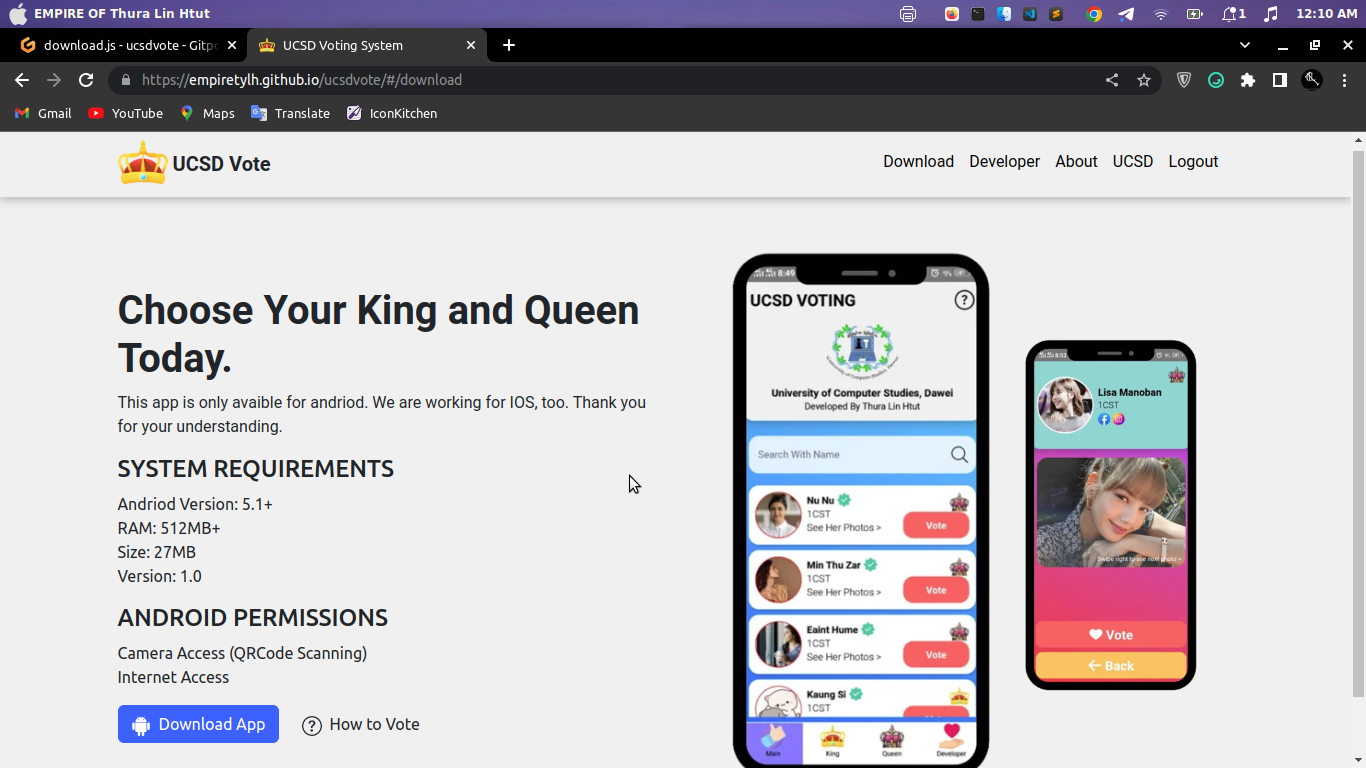 EMPIRE OF Thura Lin Htut
1
12:10 AM
download.js - ucsdvote - Gitp
UCSD Voting System
https://empiretylh.github.io/ucsdvote/#/download
Gmail
YouTube
Maps
Translate
IconKitchen
UCSD Vote
Download
Developer
About
UCSD
Logout
Choose Your King and Queen
Today.
This app is only avaible for andriod. We are working for IOS, too. Thank you
for your understanding.
SYSTEM REQUIREMENTS
Andriod Version: 5.1+
RAM: 512MB+
Size: 27MB
Version: 1.0
ANDROID PERMISSIONS
Camera Access (QRCode Scanning)
Internet Access
Download App
? How to Vote
8:49
UCSD VOTING
?
IT
University of Computer Studies, Dawei
Developed By Thura Lin Htut
Search With Name
Nu Nu
1CST
See Her Photos >
Vote
Min Thu Zar
1CST
See Her Photos >
Vote
Eaint Hume
1CST
See Her Photos >
Vote
Kaung Si
1CST
Main
King
Queen
Developer
8:53
Lisa Manoban
1CST
Swipe right to see next photo >
Vote
Back